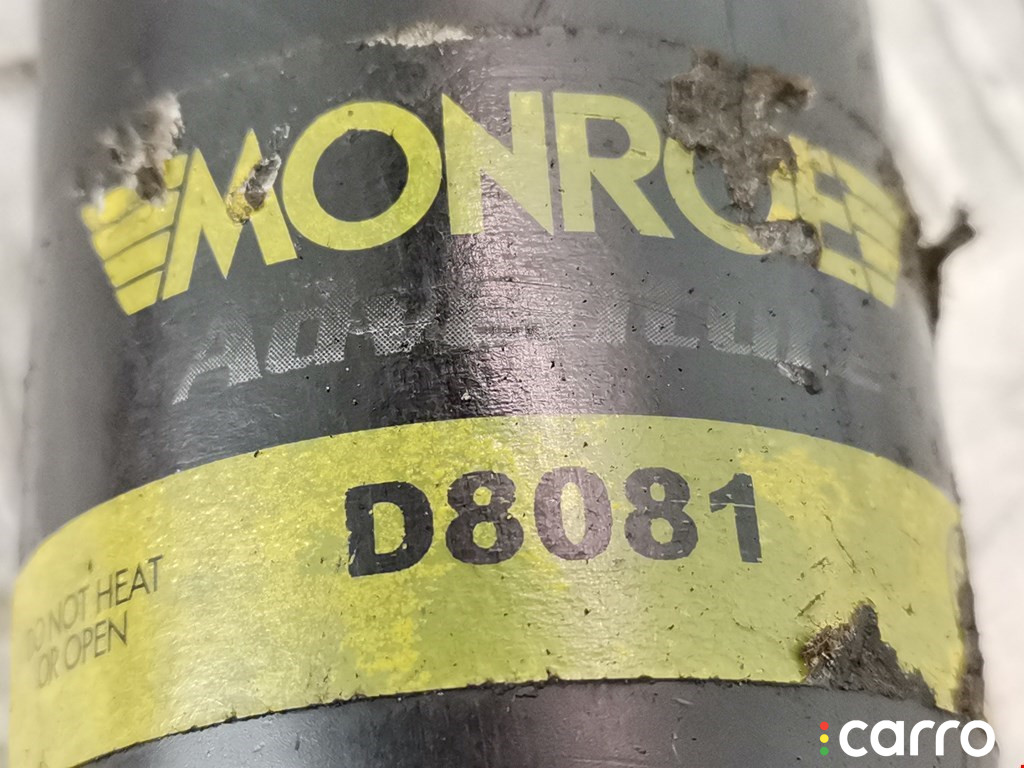 MONROE
D8081
DO NOT HEAT
OR OPEN
carro